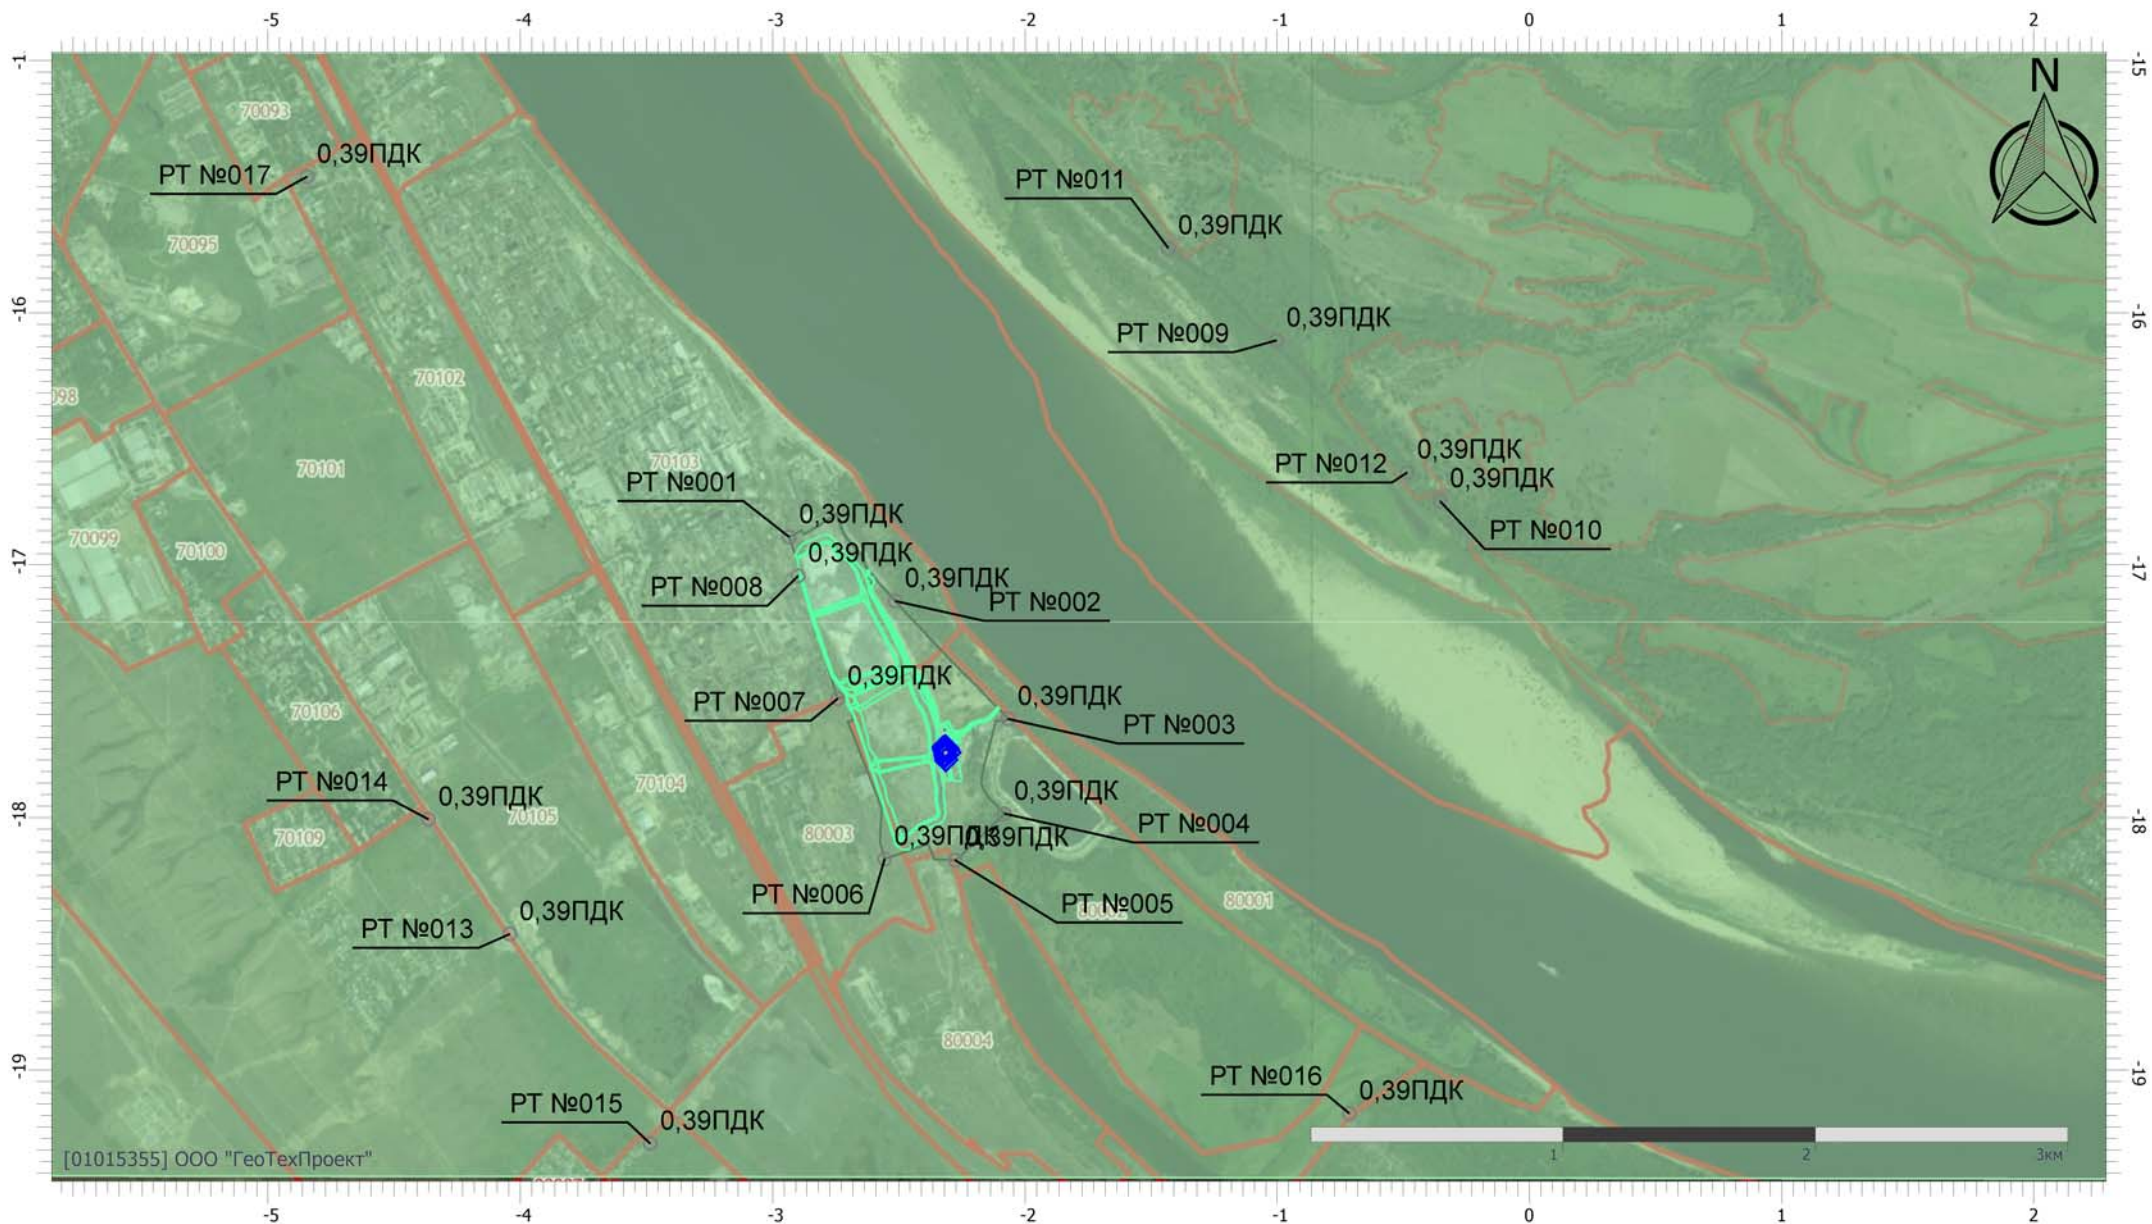 -5 -4 -3 -2 -1 0 1 2
-1
-15
N
70093
0,39ПДК
РТ №017
РТ №011
0,39ПДК
70095
-16
-16
0,39ПДК
РТ №009
70102
98
0,39ПДК
РТ №012
70101
70103
0,39ПДК
РТ №001
0,39ПДК
РТ №010
70099
70100
0,39ПДК
-17
-17
РТ №008
0,39ПДК
РТ №002
0,39ПДК
РТ №007
0,39ПДК
70106
РТ №003
РТ №014
70104
0,39ПДК
0,39ПДК
70105
-18
-18
РТ №004
70109
80003
0,39ПДК
0,39ПДК
РТ №006
РТ №005
80001
0,39ПДК
РТ №013
80004
-19
-19
РТ №016
0,39ПДК
РТ №015
0,39ПДК
[01015355] ООО "ГеоТехПроект"
1 2 3км
-5 -4 -3 -2 -1 0 1 2